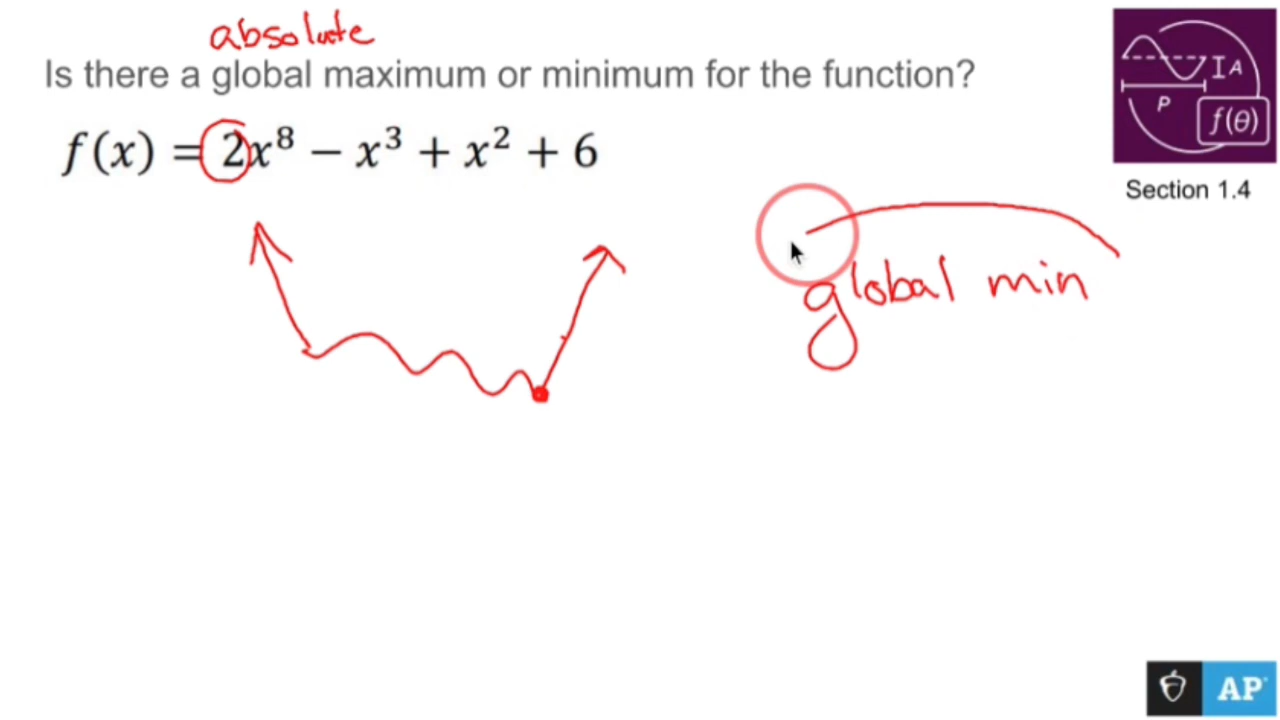 absolute
Is there a global maximum or minimum for the function?
f(x) = 2x⁸ − x³ + x² + 6
I A
P
f(θ)
Section 1.4
global min
AP